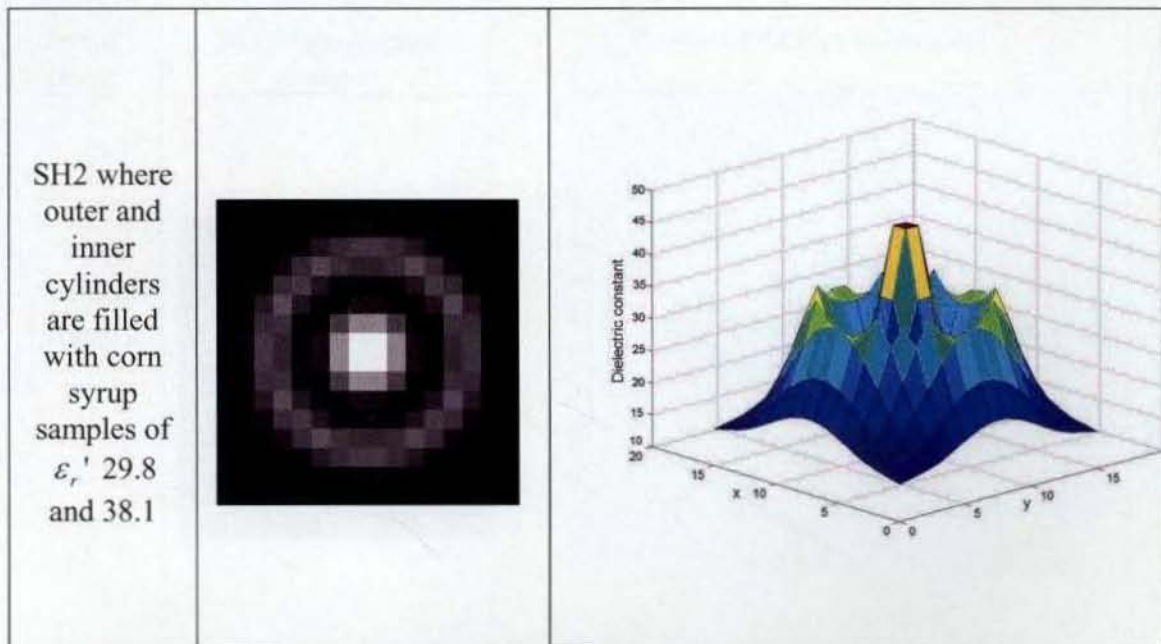 SH2 where
outer and
inner
cylinders
are filled
with corn
syrup
samples of
εr' 29.8
and 38.1
Dielectric constant
50
45
40
35
30
25
20
15
10
20
15
x 10
5
0
0
5
y 10
15